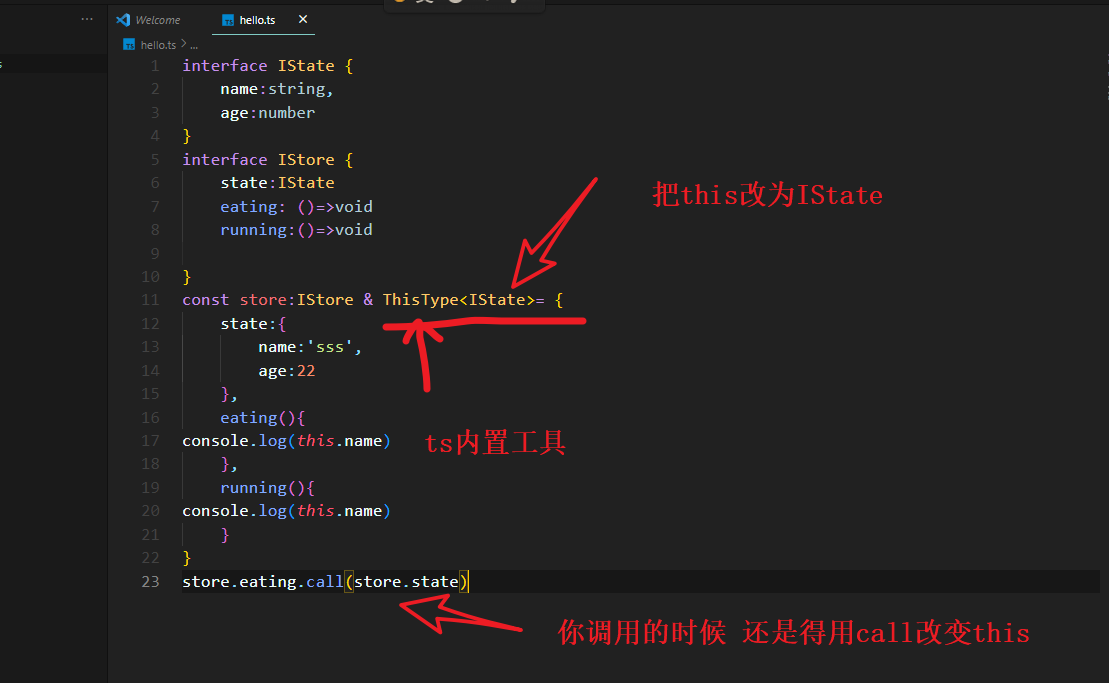 Welcome
hello.ts
hello.ts > ...
1 interface IState {
2 name:string,
3 age:number
4 }
5 interface IStore {
6 state:IState
7 eating: ()=>void
8 running:()=>void
9
10 }
11 const store:IStore & ThisType<IState>= {
12 state:{
13 name:'sss',
14 age:22
15 },
16 eating(){
17 console.log(this.name)
18 },
19 running(){
20 console.log(this.name)
21 }
22 }
23 store.eating.call(store.state)
把this改为IState
ts内置工具
你调用的时候 还是得用call改变this